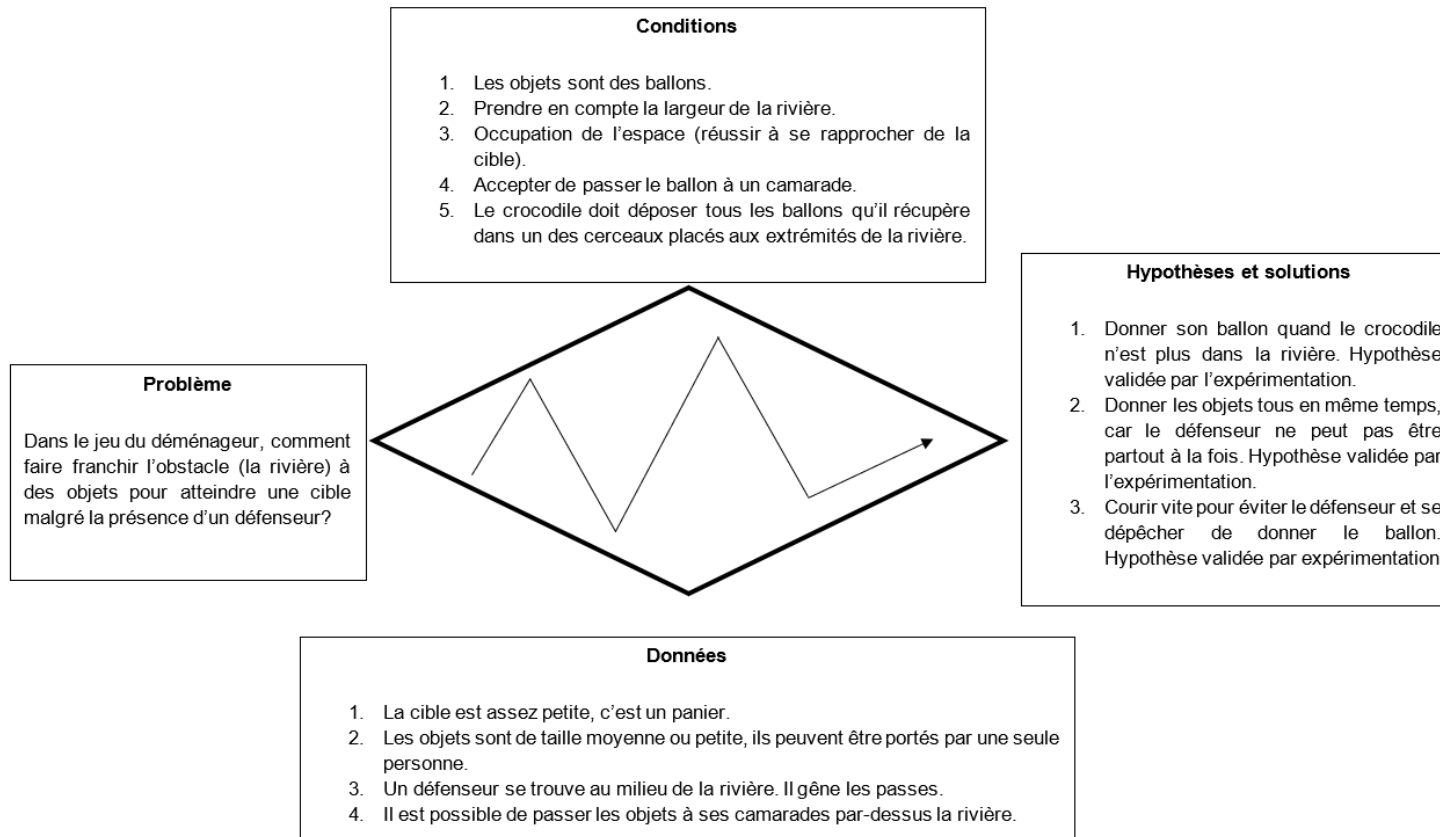 Conditions
1. Les objets sont des ballons.
2. Prendre en compte la largeur de la rivière.
3. Occupation de l'espace (réussir à se rapprocher de la
cible).
4. Accepter de passer le ballon à un camarade.
5. Le crocodile doit déposer tous les ballons qu'il récupère
dans un des cerceaux placés aux extrémités de la rivière.
Problème
Dans le jeu du déménageur, comment
faire franchir l'obstacle (la rivière) à
des objets pour atteindre une cible
malgré la présence d'un défenseur?
Hypothèses et solutions
1. Donner son ballon quand le crocodile
n'est plus dans la rivière. Hypothèse
validée par l'expérimentation.
2. Donner les objets tous en même temps,
car le défenseur ne peut pas être
partout à la fois. Hypothèse validée par
l'expérimentation.
3. Courir vite pour éviter le défenseur et se
dépêcher de donner le ballon.
Hypothèse validée par expérimentation
Données
1. La cible est assez petite, c'est un panier.
2. Les objets sont de taille moyenne ou petite, ils peuvent être portés par une seule
personne.
3. Un défenseur se trouve au milieu de la rivière. Il gêne les passes.
4. Il est possible de passer les objets à ses camarades par-dessus la rivière.